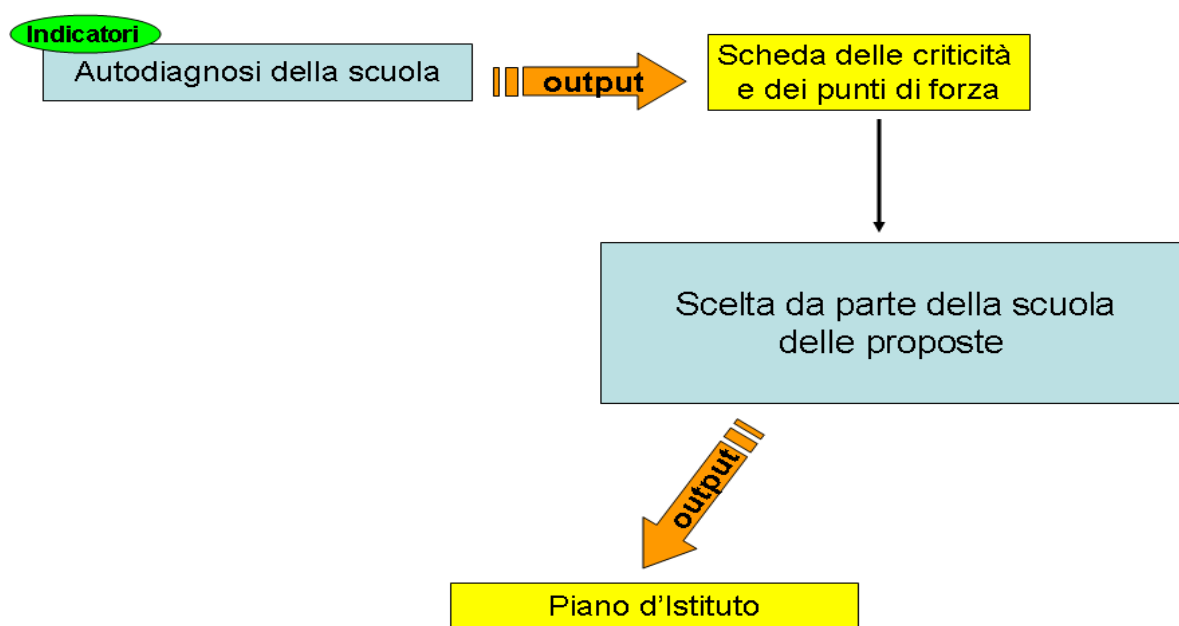 Indicatori
Autodiagnosi della scuola
output
Scheda delle criticità
e dei punti di forza
Scelta da parte della scuola
delle proposte
output
Piano d'Istituto